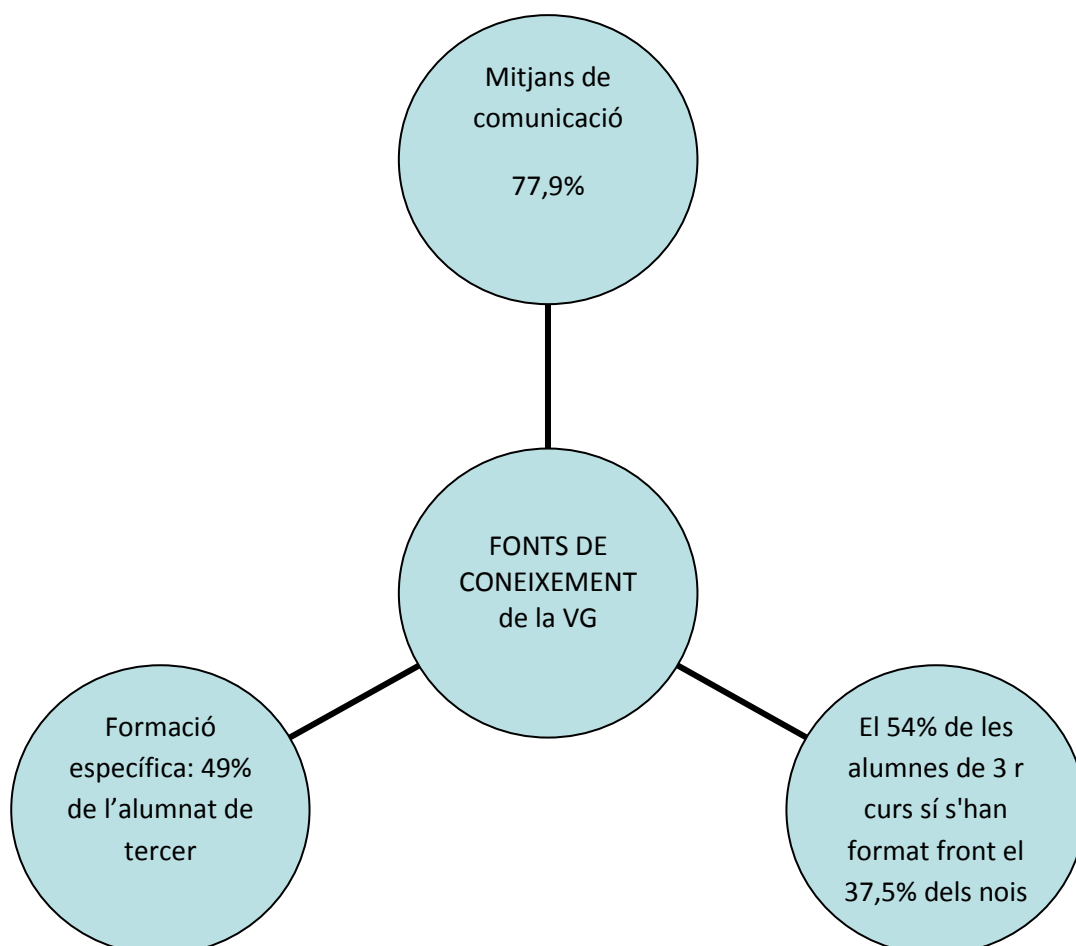 Mitjans de
comunicació
77,9%
FONTS DE
CONEIXEMENT
de la VG
Formació
específica: 49%
de l’alumnat de
tercer
El 54% de les
alumnes de 3 r
curs sí s'han
format front el
37,5% dels nois